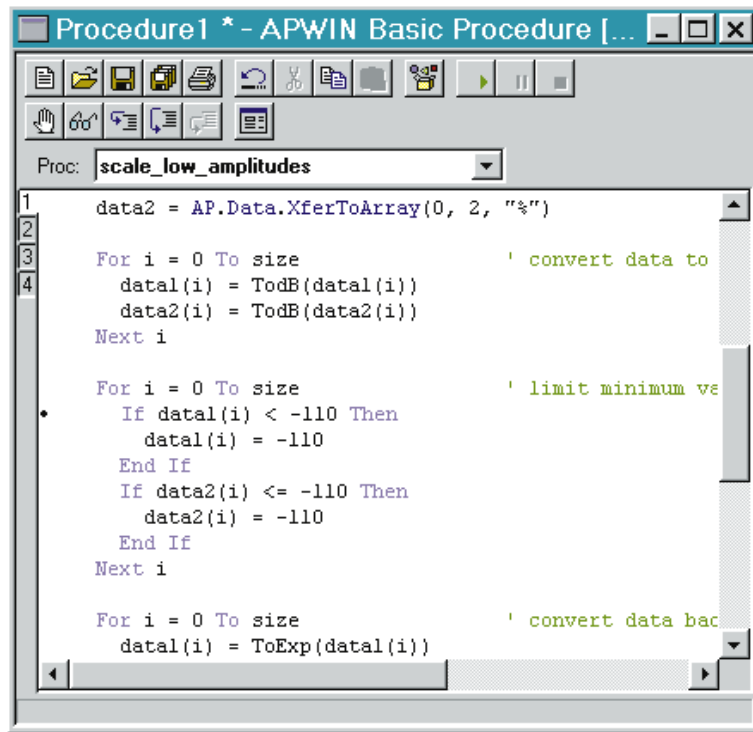 Procedure1 * - APWIN Basic Procedure [...
Proc: scale_low_amplitudes
1
2
3
4
data2 = AP.Data.XferToArray(0, 2, "%")
For i = 0 To size ' convert data to
data1(i) = TodB(data1(i))
data2(i) = TodB(data2(i))
Next i
For i = 0 To size ' limit minimum va
If data1(i) < -110 Then
data1(i) = -110
End If
If data2(i) <= -110 Then
data2(i) = -110
End If
Next i
For i = 0 To size ' convert data bac
data1(i) = ToExp(data1(i))